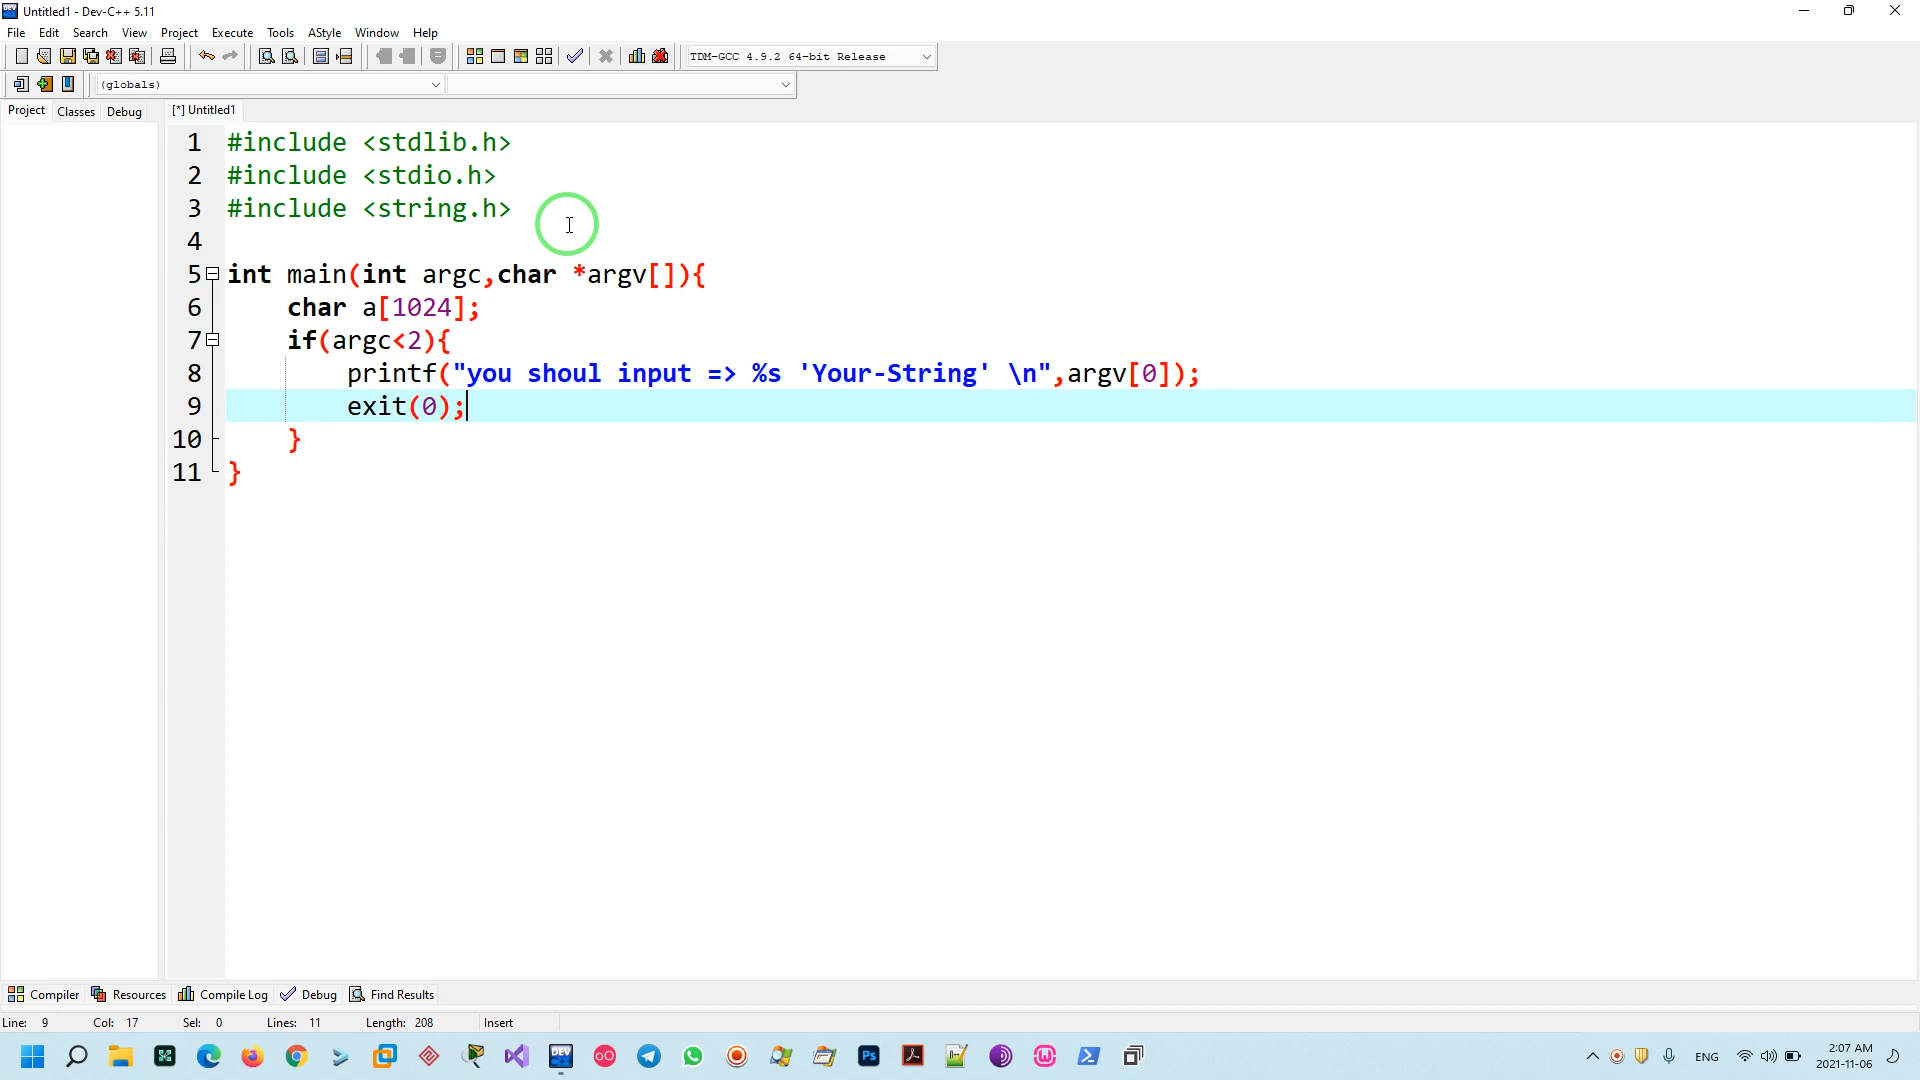 Untitled1 - Dev-C++ 5.11
File Edit Search View Project Execute Tools AStyle Window Help
TDM-GCC 4.9.2 64-bit Release
(globals)
Project Classes Debug [*] Untitled1
1 #include <stdlib.h>
2 #include <stdio.h>
3 #include <string.h>
4
5 int main(int argc,char *argv[]){
6 char a[1024];
7 if(argc<2){
8 printf("you shoul input => %s 'Your-String' \n",argv[0]);
9 exit(0);
10 }
11 }
Compiler Resources Compile Log Debug Find Results
Line: 9 Col: 17 Sel: 0 Lines: 11 Length: 208 Insert
DEV Ps ENG 2:07 AM
2021-11-06